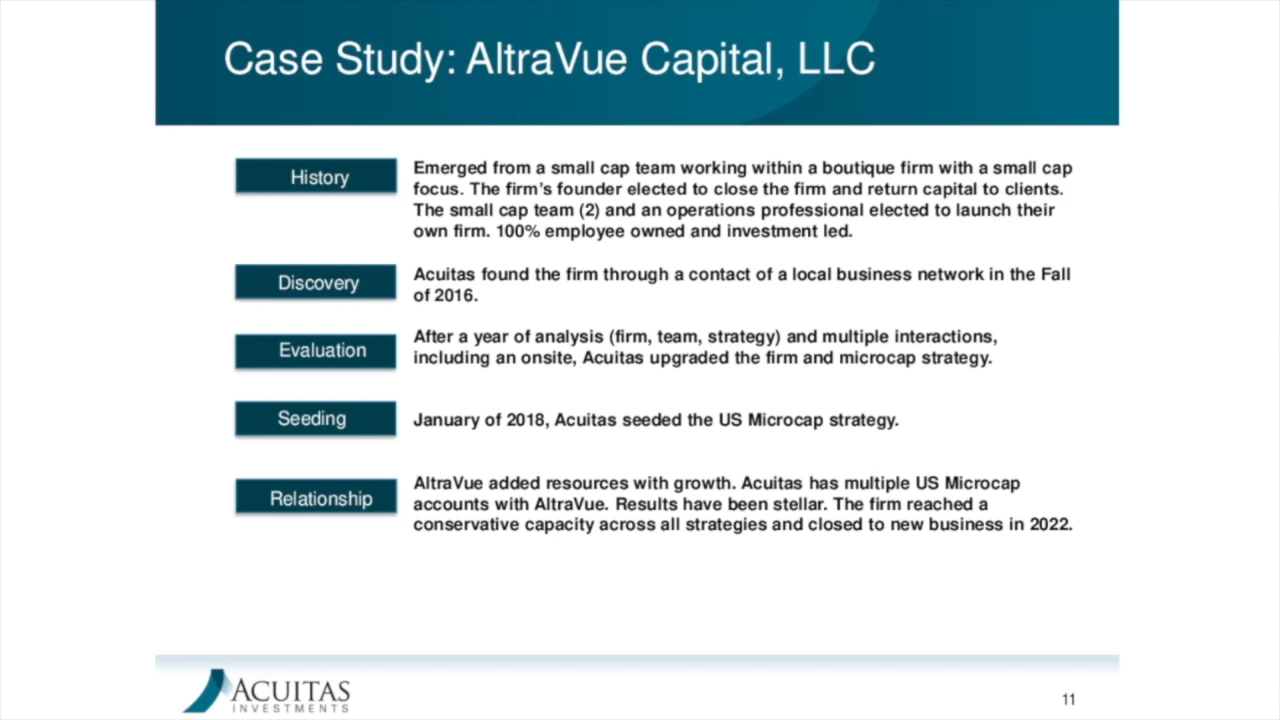 Case Study: AltraVue Capital, LLC
History
Emerged from a small cap team working within a boutique firm with a small cap
focus. The firm's founder elected to close the firm and return capital to clients.
The small cap team (2) and an operations professional elected to launch their
own firm. 100% employee owned and investment led.
Discovery
Acuitas found the firm through a contact of a local business network in the Fall
of 2016.
Evaluation
After a year of analysis (firm, team, strategy) and multiple interactions,
including an onsite, Acuitas upgraded the firm and microcap strategy.
Seeding
January of 2018, Acuitas seeded the US Microcap strategy.
Relationship
AltraVue added resources with growth. Acuitas has multiple US Microcap
accounts with AltraVue. Results have been stellar. The firm reached a
conservative capacity across all strategies and closed to new business in 2022.
ACUITAS
INVESTMENTS
11